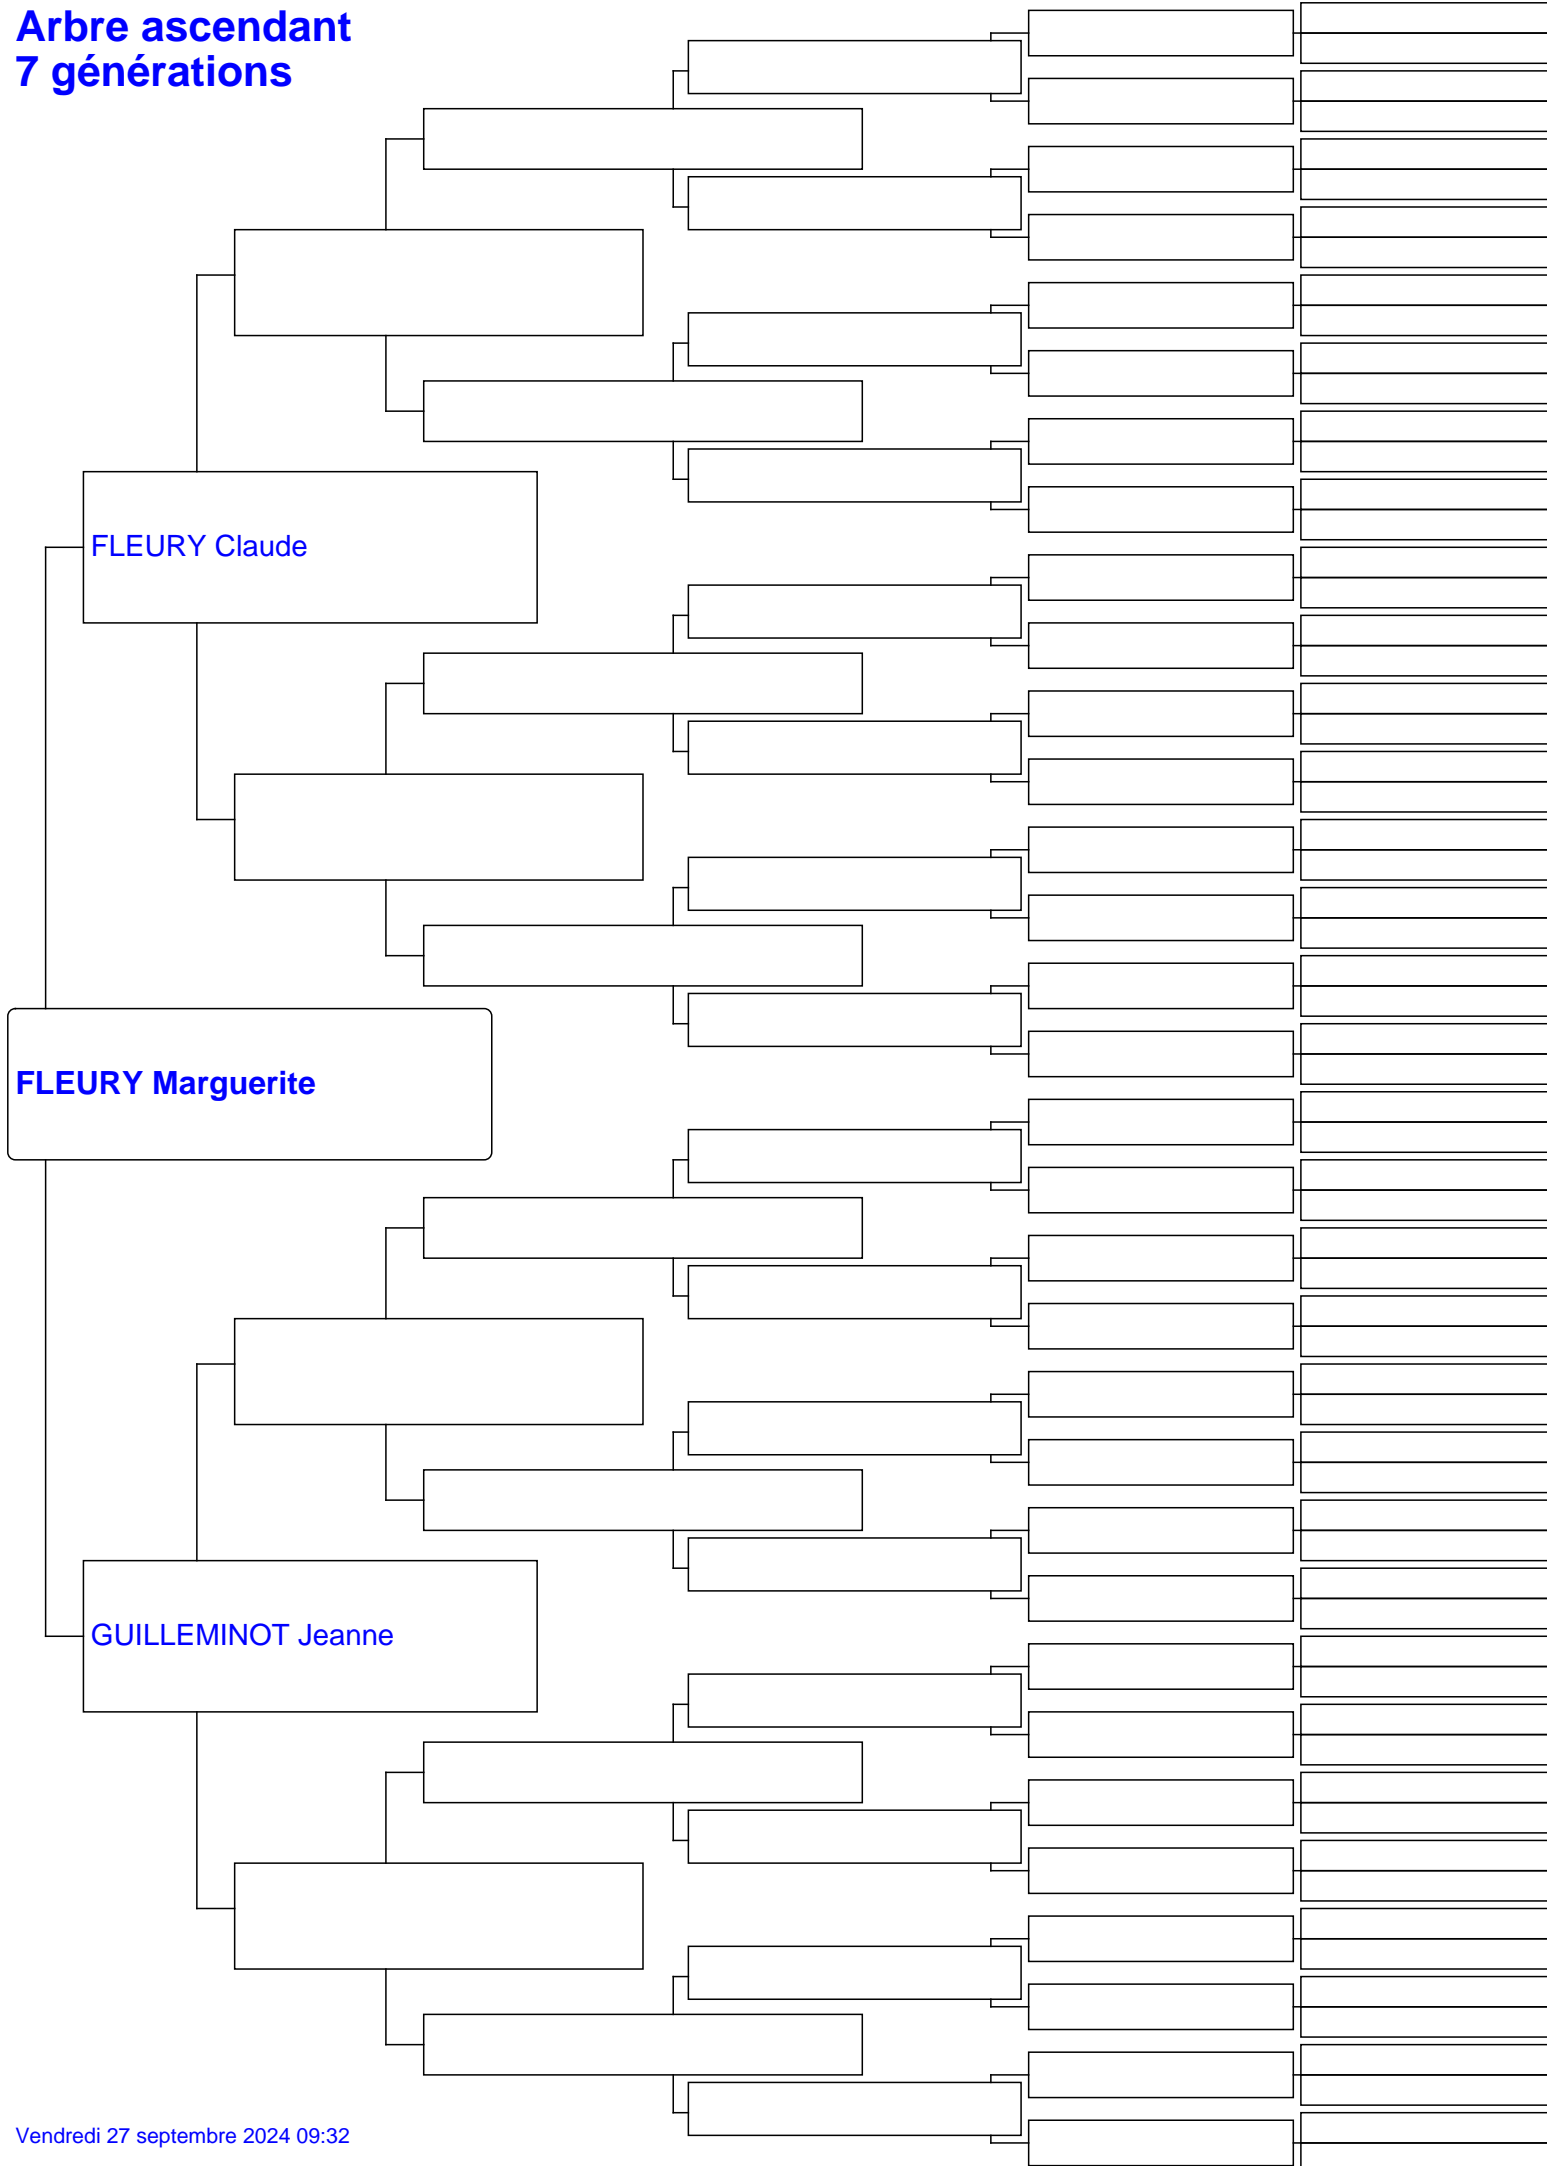 Arbre ascendant
7 générations
FLEURY Claude
FLEURY Marguerite
GUILLEMINOT Jeanne
Vendredi 27 septembre 2024 09:32